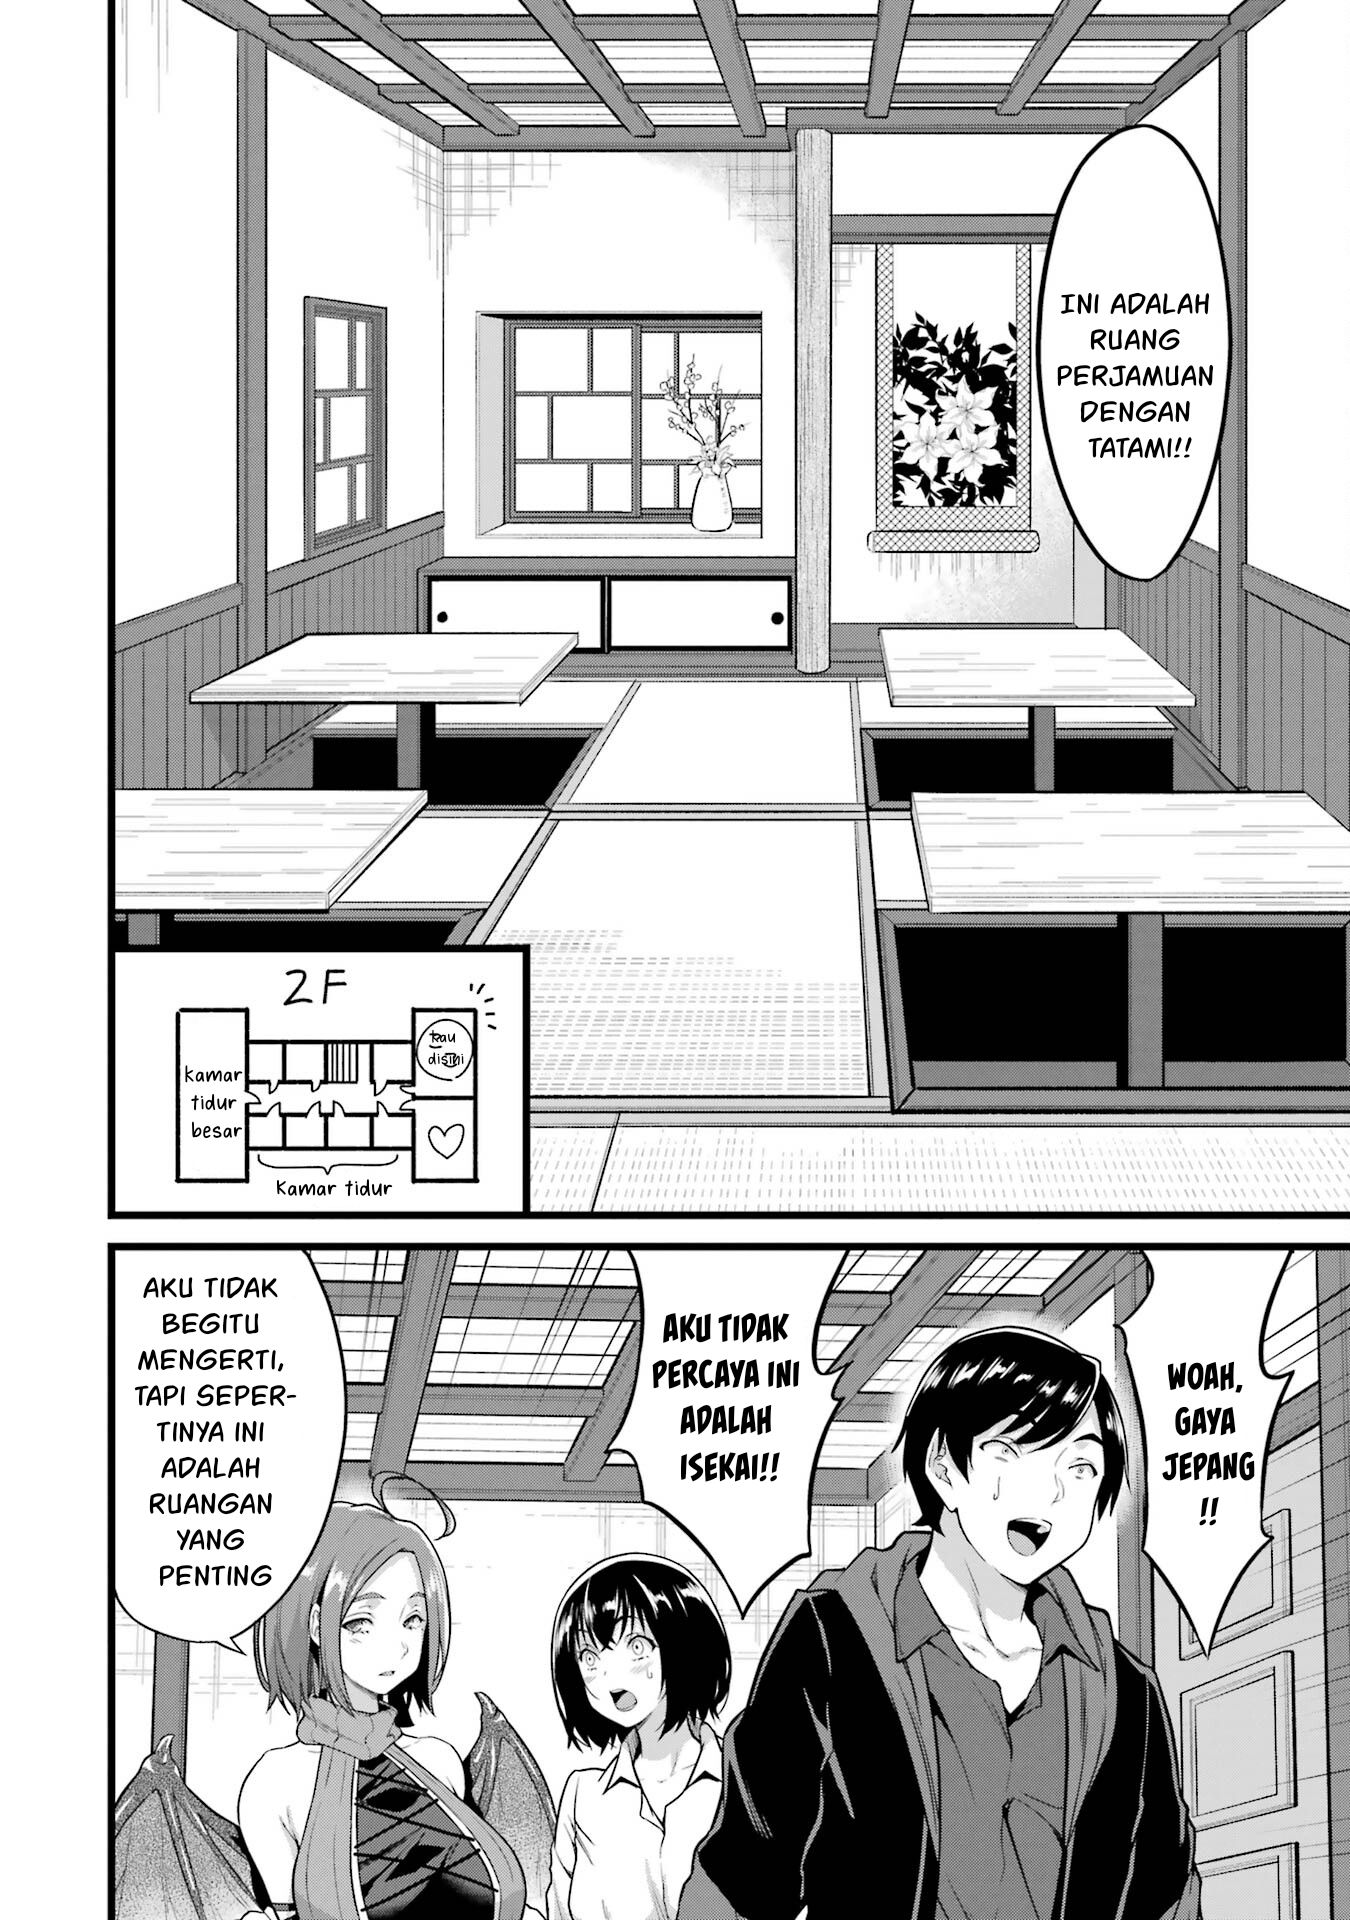 INI ADALAH
RUANG
PERJAMUAN
DENGAN
TATAMI!!
2F
kau
disini
kamar
tidur
besar
Kamar tidur
WOAH,
GAYA
JEPANG
!!
AKU TIDAK
PERCAYA INI
ADALAH
ISEKAI!!
AKU TIDAK
BEGITU
MENGERTI,
TAPI SEPER-
TINYA INI
ADALAH
RUANGAN
YANG
PENTING